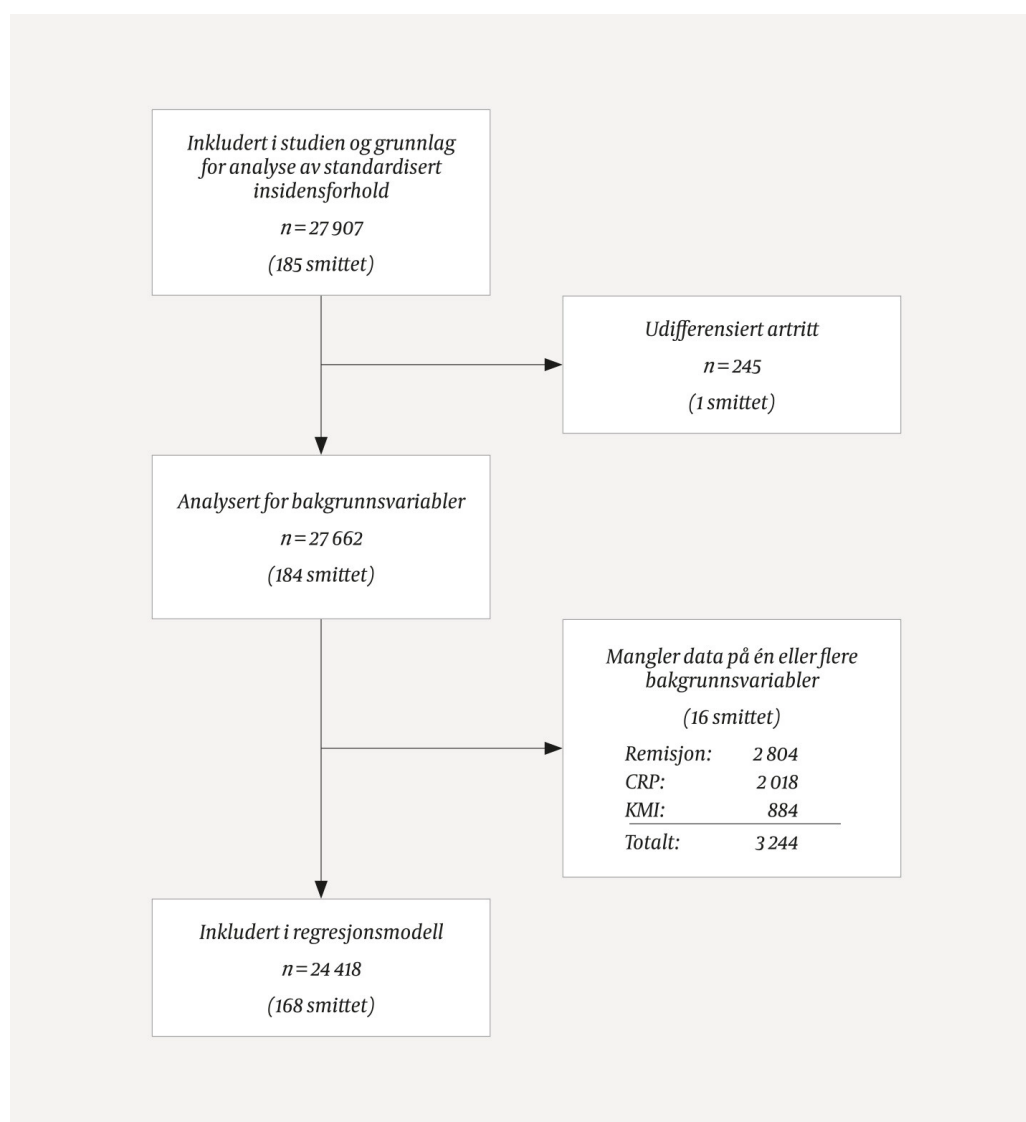 Inkludert i studien og grunnlag
for analyse av standardisert
insidensforhold
n = 27 907
(185 smittet)
Udifferensiert artritt
n = 245
(1 smittet)
Analysert for bakgrunnsvariabler
n = 27 662
(184 smittet)
Mangler data på én eller flere
bakgrunnsvariabler
(16 smittet)
Remisjon: 2 804
CRP: 2 018
KMI: 884
Totalt: 3 244
Inkludert i regresjonsmodell
n = 24 418
(168 smittet)